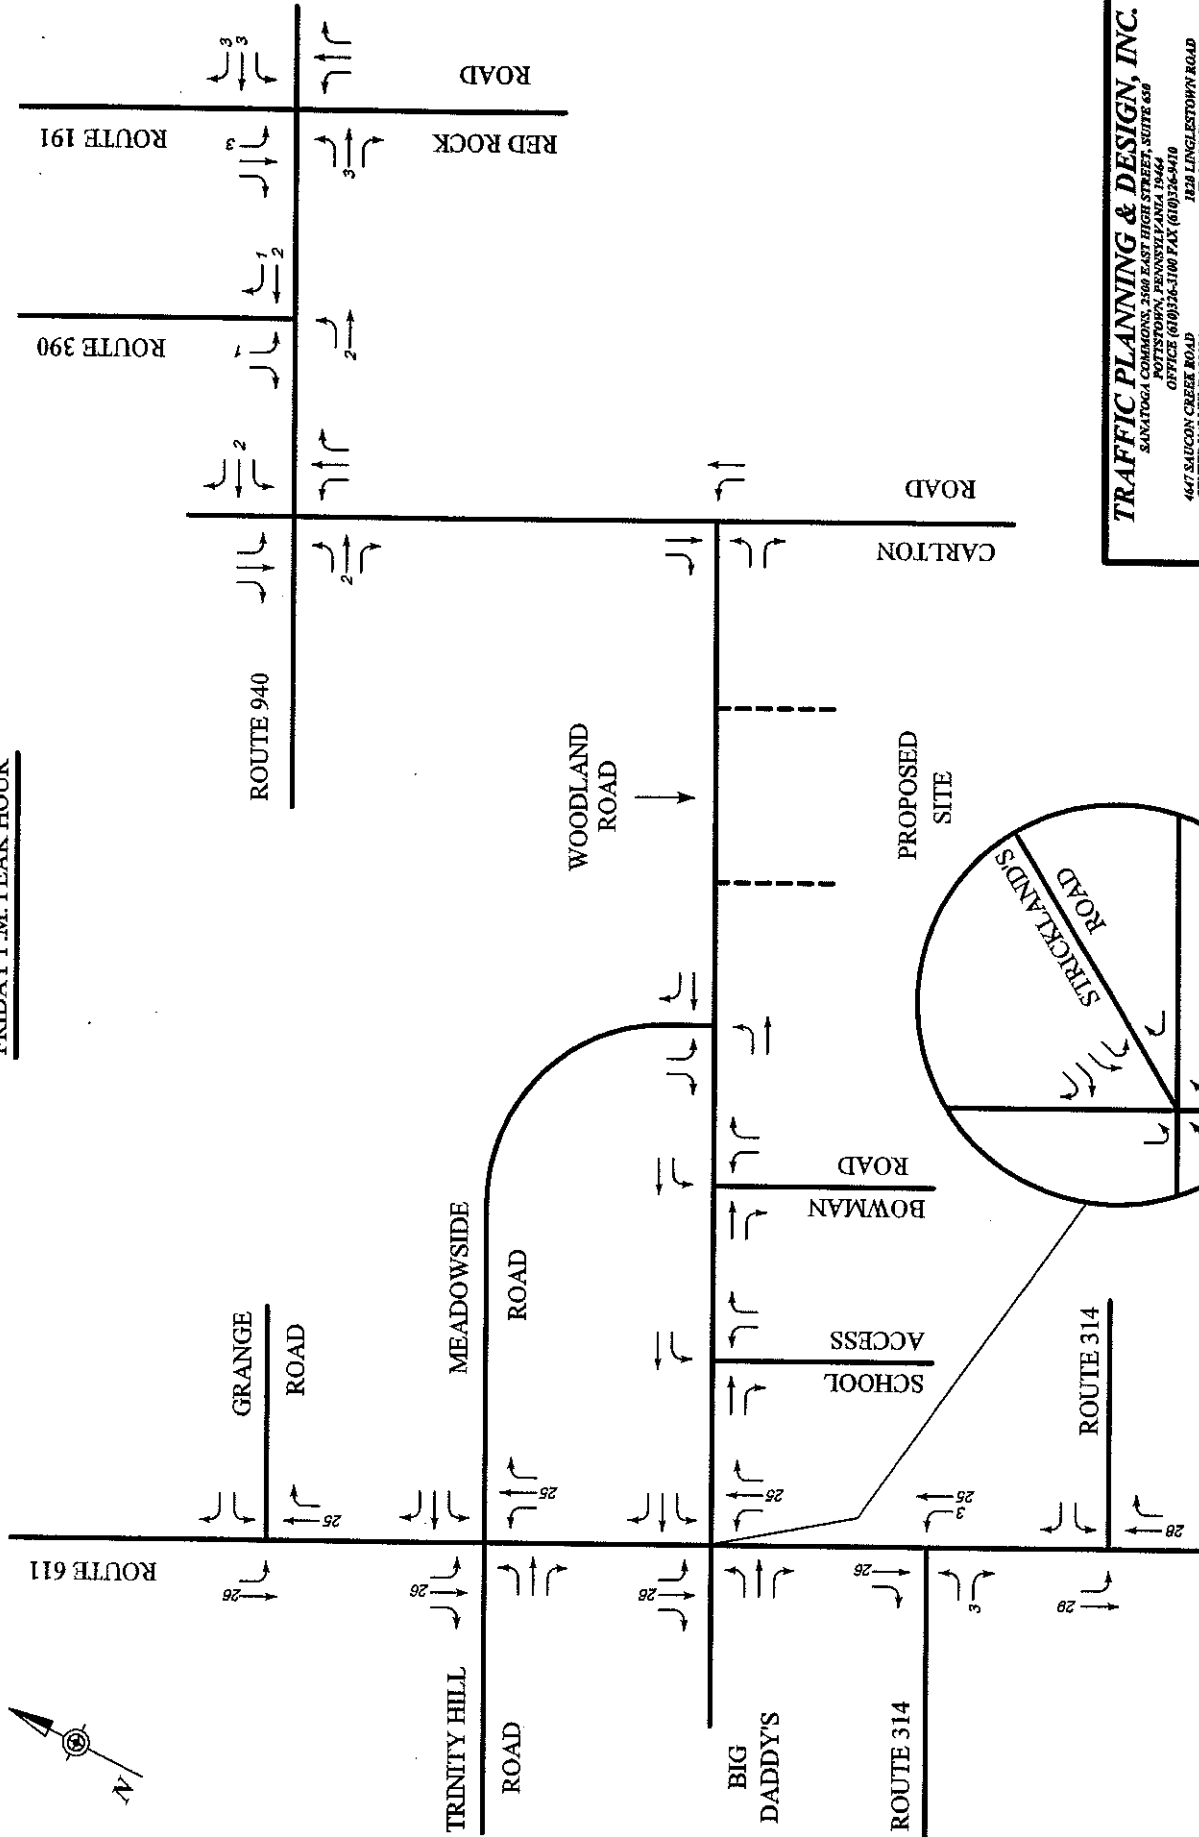 FRIDAY P.M. PEAK HOUR
ROUTE 191
RED ROCK
ROAD
3
3
3
3
ROUTE 390
1
2
1
2
ROUTE 940
2
2
CARLTON
ROAD
WOODLAND
ROAD
PROPOSED
SITE
STRICKLAND'S
ROAD
MEADOWSIDE
ROAD
BOWMAN
ROAD
SCHOOL
ACCESS
GRANGE
ROAD
ROUTE 611
26
25
TRINITY HILL
ROAD
26
25
BIG
DADDY'S
26
25
ROUTE 314
26
3
25
3
ROUTE 314
29
28
N
TRAFFIC PLANNING & DESIGN, INC.
SANATOGA COMMONS, 2500 EAST HIGH STREET, SUITE 650
POTTSTOWN, PENNSYLVANIA 19464
OFFICE (610)326-3100 FAX (610)326-9410
4647 SAUCON CREEK ROAD
1828 LINGLESTOWN ROAD